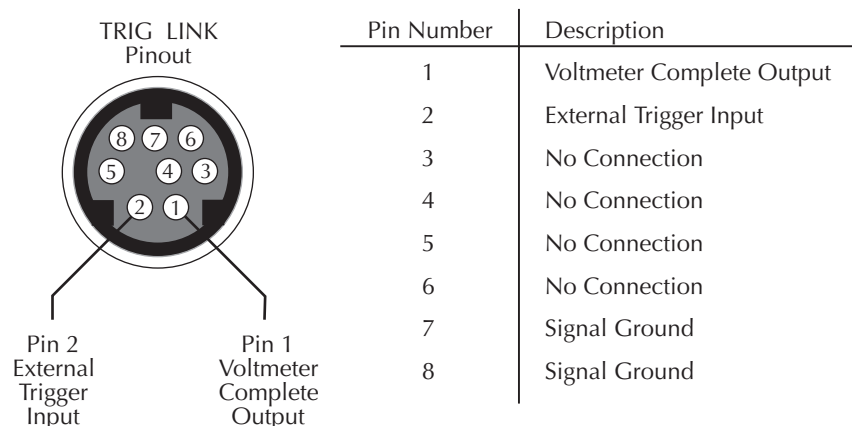 TRIG LINK
Pinout
8 7 6
5 4 3
2 1
Pin 2
External
Trigger
Input
Pin 1
Voltmeter
Complete
Output
Pin Number Description
1 Voltmeter Complete Output
2 External Trigger Input
3 No Connection
4 No Connection
5 No Connection
6 No Connection
7 Signal Ground
8 Signal Ground